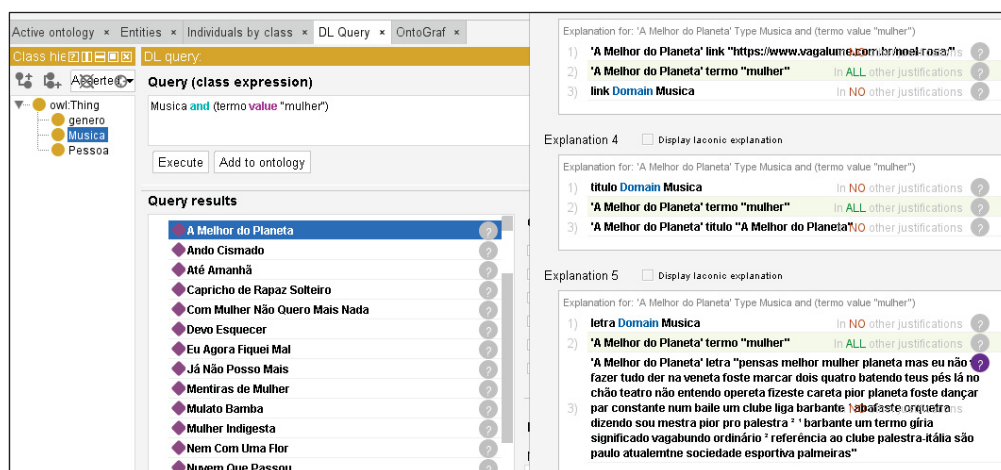 Active ontology × Entities × Individuals by class × DL Query × OntoGraf ×
Class hie
Asserted
owl:Thing
genero
Musica
Pessoa
DL query:
Query (class expression)
Musica and (termo value "mulher")
Execute Add to ontology
Query results
A Melhor do Planeta
Ando Cismado
Até Amanhã
Capricho de Rapaz Solteiro
Com Mulher Não Quero Mais Nada
Devo Esquecer
Eu Agora Fiquei Mal
Já Não Posso Mais
Mentiras de Mulher
Mulato Bamba
Mulher Indigesta
Nem Com Uma Flor
Nuvem Que Passou
Explanation for: 'A Melhor do Planeta' Type Musica and (termo value "mulher")
1) 'A Melhor do Planeta' link "https://www.vagalume.com.br/noel-rosa/" In NO other justifications
2) 'A Melhor do Planeta' termo "mulher" In ALL other justifications
3) link Domain Musica In NO other justifications
Explanation 4 Display laconic explanation
Explanation for: 'A Melhor do Planeta' Type Musica and (termo value "mulher")
1) titulo Domain Musica In NO other justifications
2) 'A Melhor do Planeta' termo "mulher" In ALL other justifications
3) 'A Melhor do Planeta' titulo "A Melhor do Planeta" In NO other justifications
Explanation 5 Display laconic explanation
Explanation for: 'A Melhor do Planeta' Type Musica and (termo value "mulher")
1) letra Domain Musica In NO other justifications
2) 'A Melhor do Planeta' termo "mulher" In ALL other justifications
'A Melhor do Planeta' letra "pensas melhor mulher planeta mas eu não
fazer tudo der na veneta foste marcar dois quatro batendo teus pés lá no
chão teatro não entendo opereta fizeste careta pior planeta foste dançar
3) par constante num baile um clube liga barbante ¹ abafaste orquetra
dizendo sou mestra pior pro palestra ² ¹ barbante um termo gíria
significado vagabundo ordinário ² referência ao clube palestra-itália são
paulo atualemtne sociedade esportiva palmeiras"